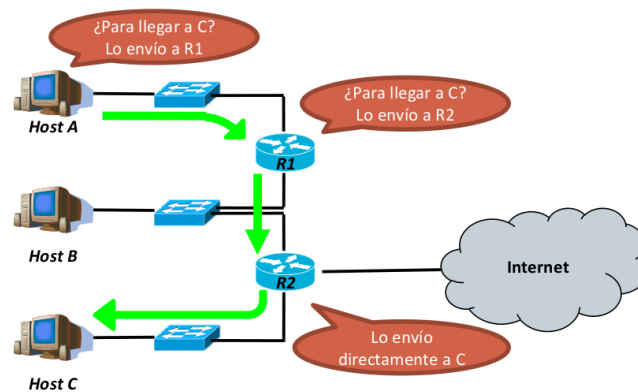 ¿Para llegar a C?
Lo envío a R1
Host A
¿Para llegar a C?
Lo envío a R2
R1
Host B
R2
Internet
Lo envío
directamente a C
Host C